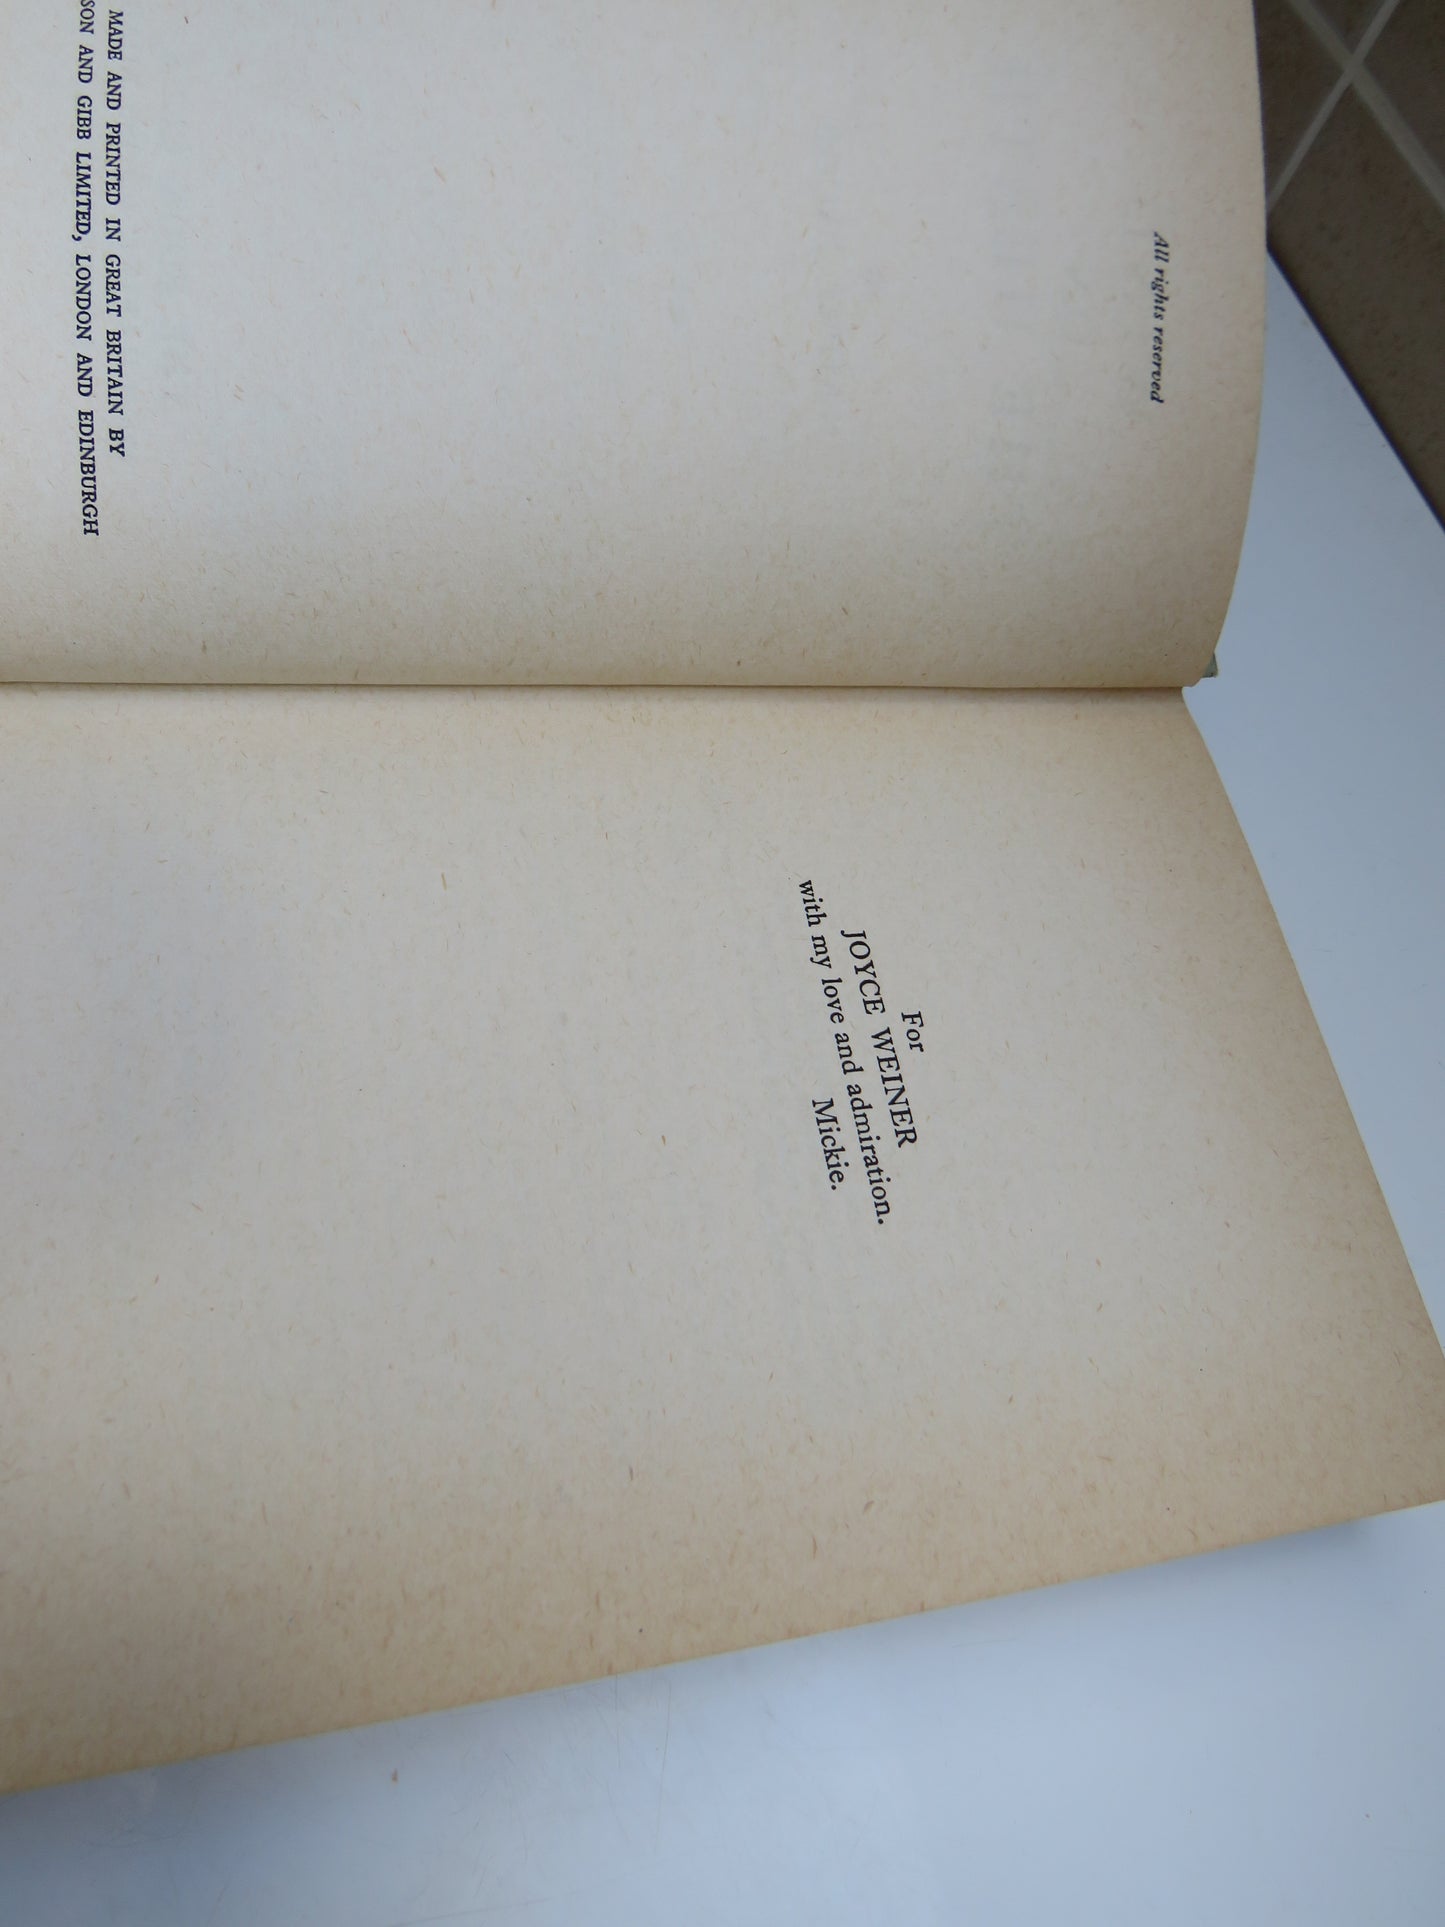 All rights reserved
MADE AND PRINTED IN GREAT BRITAIN BY
AND GIBB LIMITED, LONDON AND EDINBURGH
For
JOYCE WEINER
with my love and admiration.
Mickie.